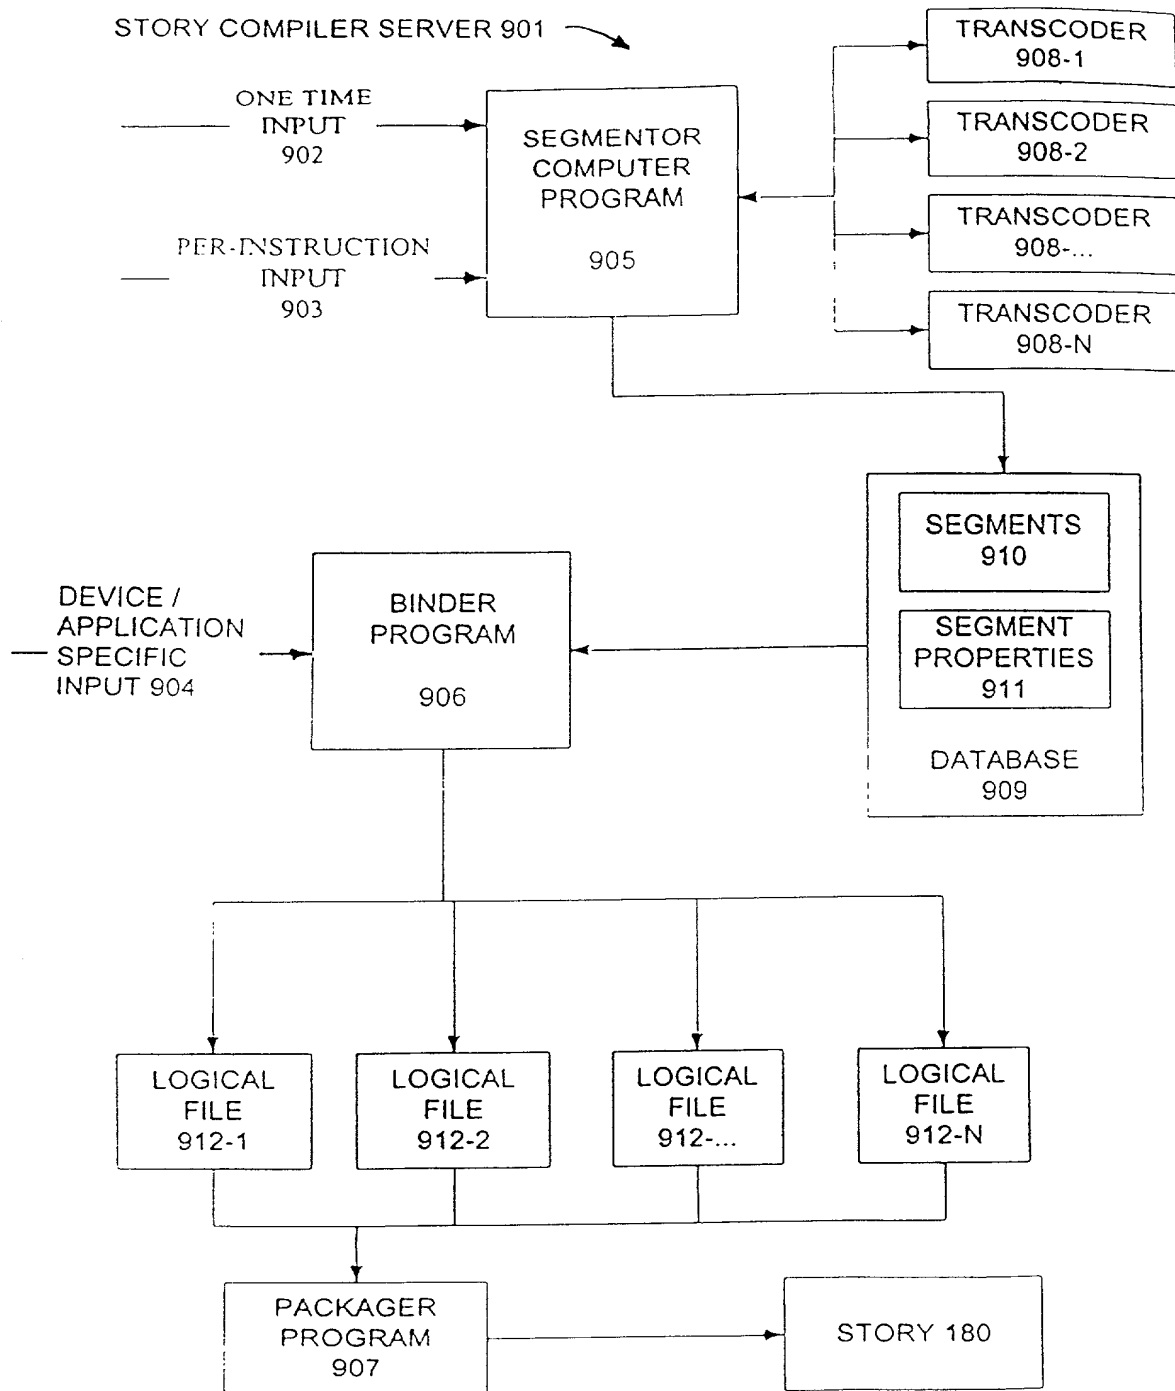 STORY COMPILER SERVER 901
ONE TIME
INPUT
902
PER-INSTRUCTION
INPUT
903
SEGMENTOR
COMPUTER
PROGRAM
905
TRANSCODER
908-1
TRANSCODER
908-2
TRANSCODER
908-...
TRANSCODER
908-N
SEGMENTS
910
SEGMENT
PROPERTIES
911
DATABASE
909
DEVICE /
APPLICATION
SPECIFIC
INPUT 904
BINDER
PROGRAM
906
LOGICAL
FILE
912-1
LOGICAL
FILE
912-2
LOGICAL
FILE
912-...
LOGICAL
FILE
912-N
PACKAGER
PROGRAM
907
STORY 180